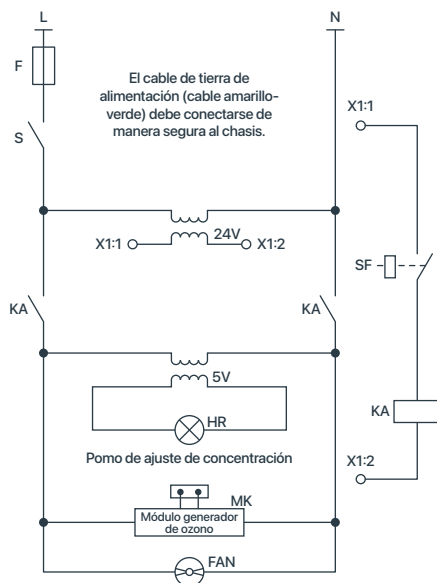 L
N
F
El cable de tierra de
alimentación (cable amarillo-
verde) debe conectarse de
manera segura al chasis.
X1:1
S
24V
X1:1
X1:2
SF
KA
KA
5V
HR
KA
Pomo de ajuste de concentración
X1:2
MK
Módulo generador
de ozono
FAN